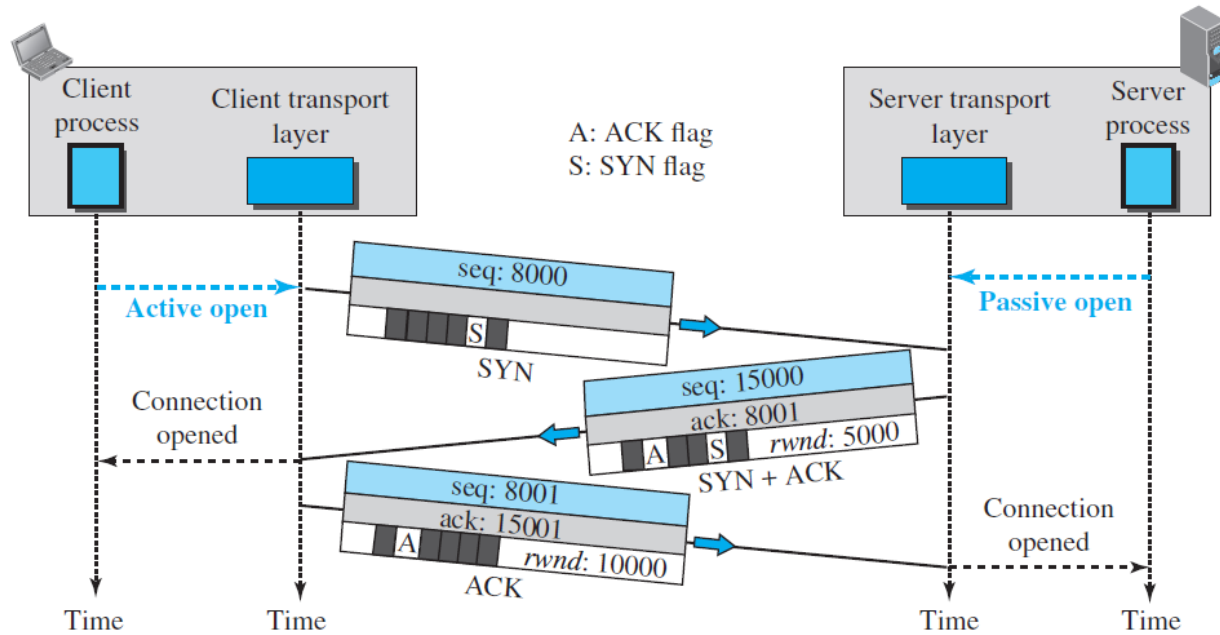 Client
process
Client transport
layer
A: ACK flag
S: SYN flag
Server transport
layer
Server
process
seq: 8000
S
SYN
Active open
Passive open
seq: 15000
ack: 8001
A S rwnd: 5000
SYN + ACK
Connection
opened
seq: 8001
ack: 15001
A rwnd: 10000
ACK
Connection
opened
Time
Time
Time
Time